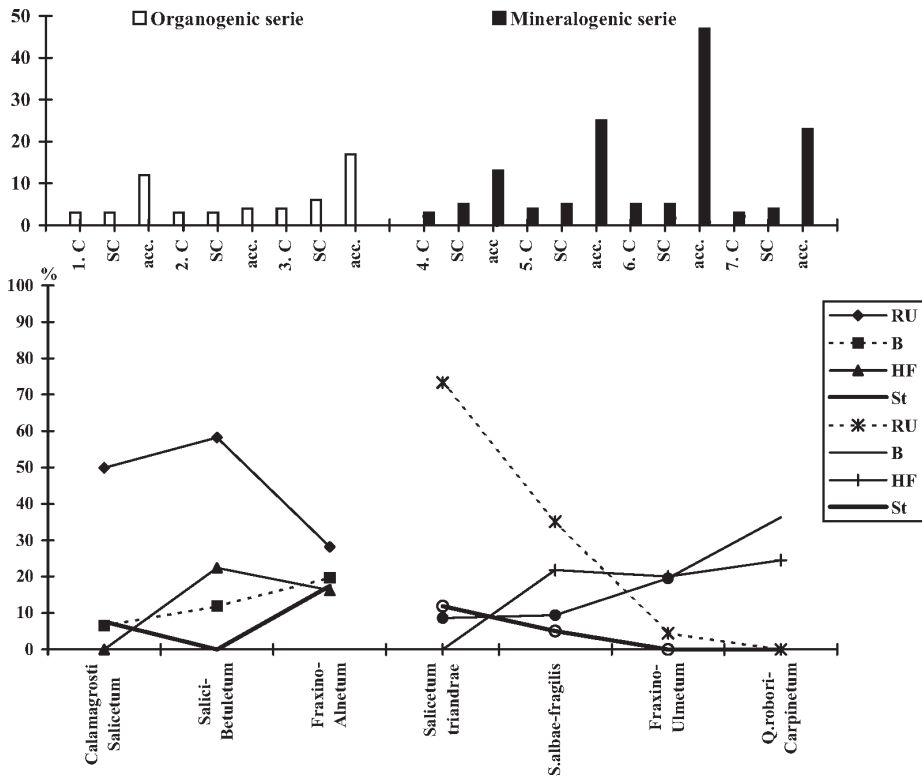 Organogenic serie
Mineralogenic serie
50
40
30
20
10
0
1. C
SC
acc.
2. C
SC
acc
3. C
SC
acc.
4. C
SC
acc
5. C
SC
acc.
6. C
SC
acc.
7. C
SC
acc.
%
100
90
80
70
60
50
40
30
20
10
0
RU
B
HF
St
RU
B
HF
St
Calamagrosti
Salicetum
Salici-
Betuletum
Fraxino-
Alnetum
Salicetum
triandrae
S.albae-fragilis
Fraxino-
Ulmetum
Q.robori-
Carpinetum